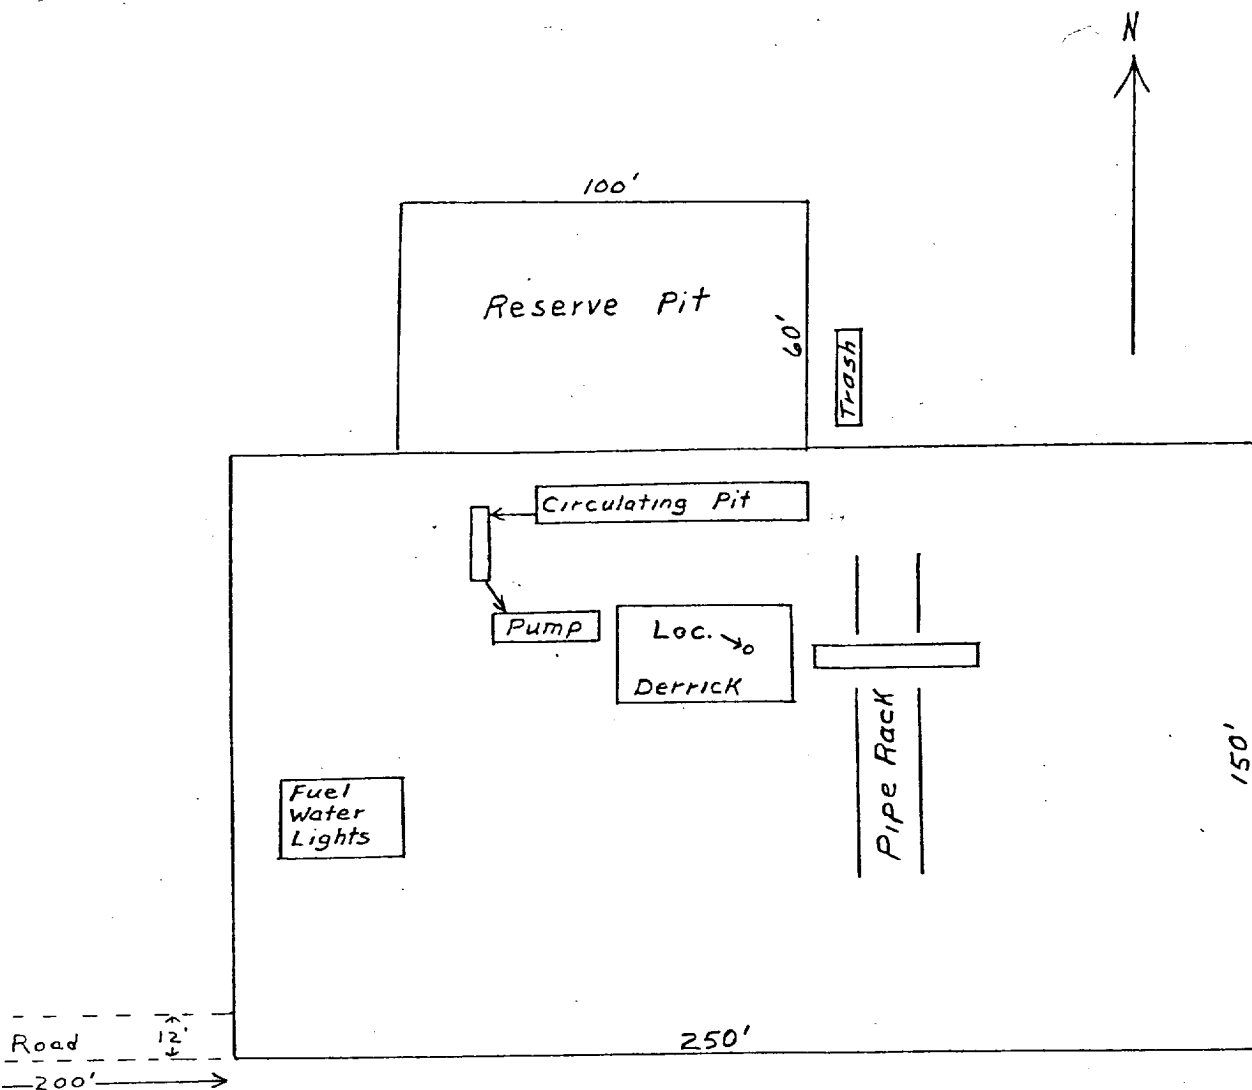 N
100'
Reserve Pit
60'
Trash
Circulating Pit
Pump
Loc.
Derrick
Pipe Rack
150'
Fuel
Water
Lights
Road
12'
250'
200'